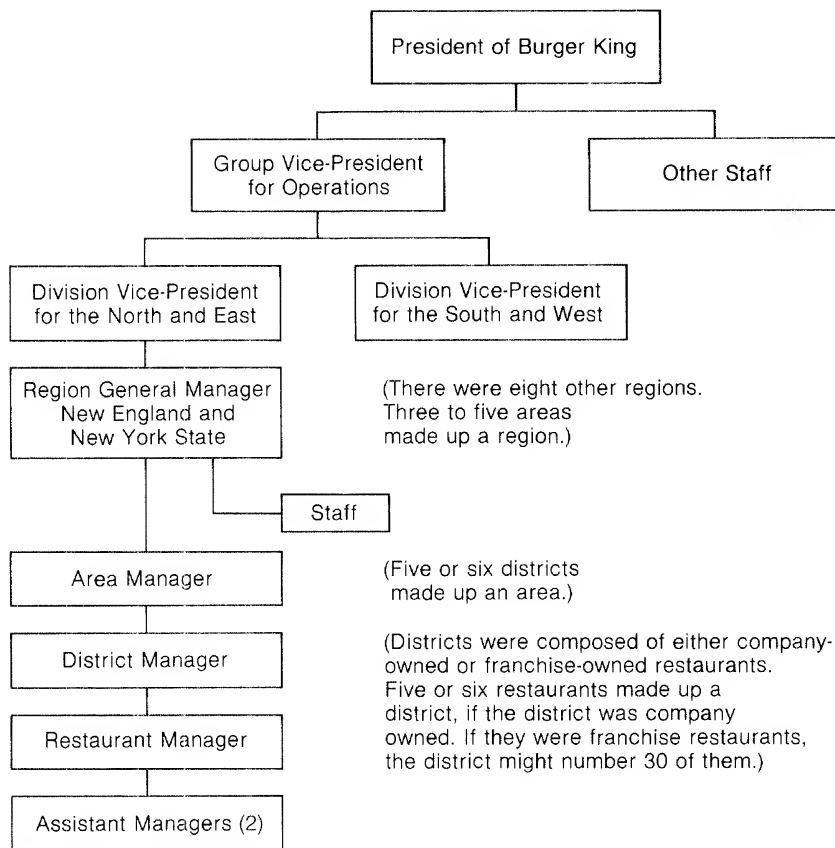 President of Burger King
Group Vice-President
for Operations
Other Staff
Division Vice-President
for the North and East
Division Vice-President
for the South and West
Region General Manager
New England and
New York State
(There were eight other regions.
Three to five areas
made up a region.)
Staff
Area Manager
(Five or six districts
made up an area.)
District Manager
(Districts were composed of either company-
owned or franchise-owned restaurants.
Five or six restaurants made up a
district, if the district was company
owned. If they were franchise restaurants,
the district might number 30 of them.)
Restaurant Manager
Assistant Managers (2)